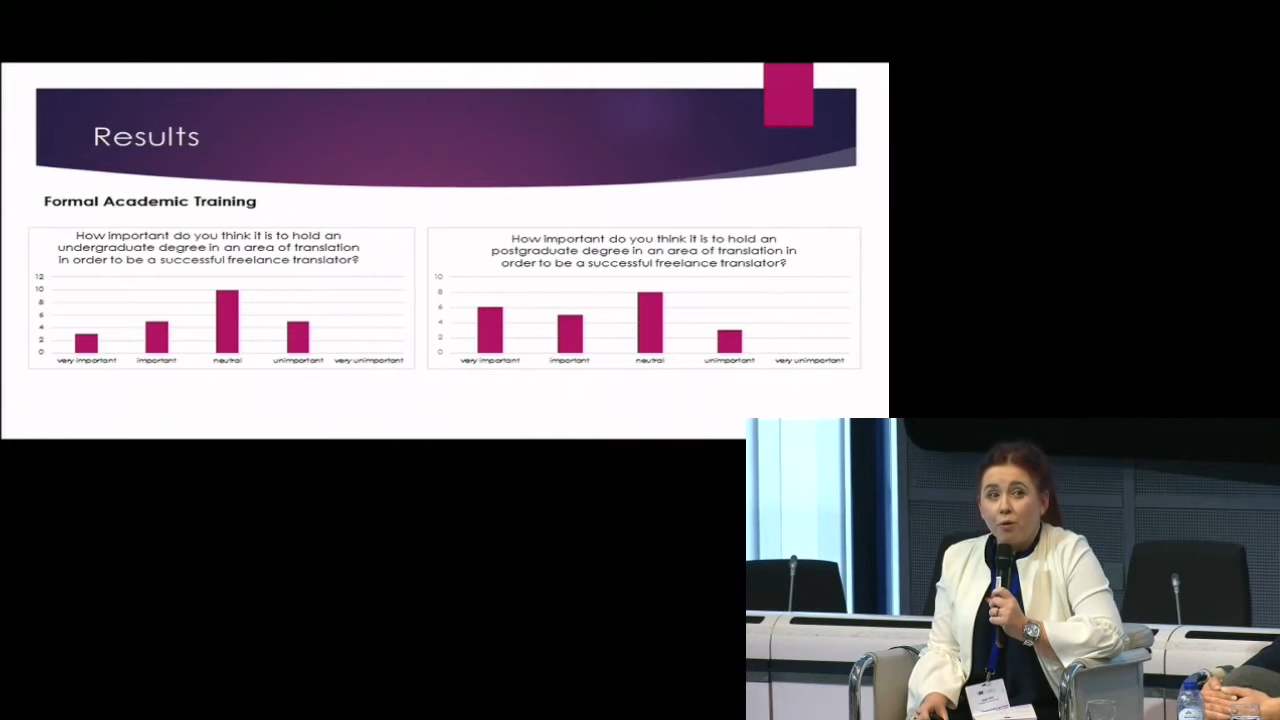 Results
Formal Academic Training
How important do you think it is to hold an
undergraduate degree in an area of translation
in order to be a successful freelance translator?
12
10
8
6
4
2
0
very important important neutral unimportant very unimportant
How important do you think it is to hold an
postgraduate degree in an area of translation in
order to be a successful freelance translator?
10
8
6
4
2
0
very important important neutral unimportant very unimportant